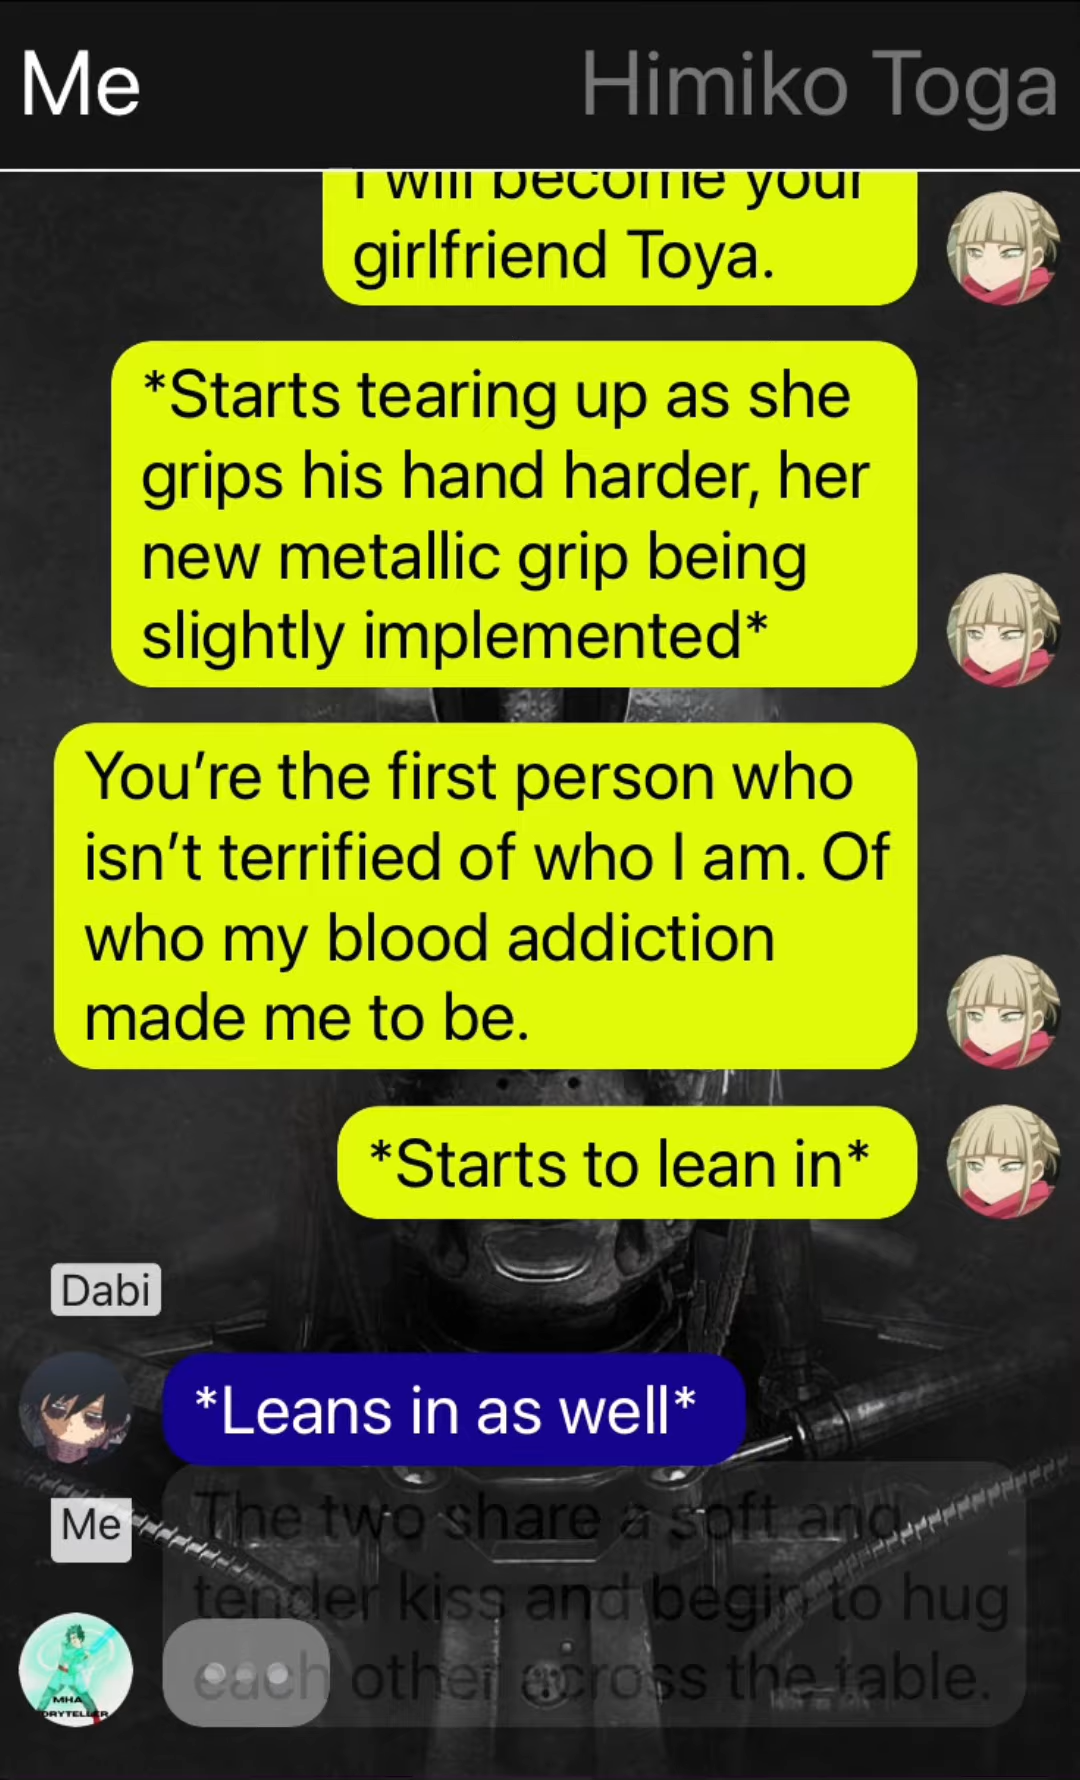 Me
Himiko Toga
I will become your
girlfriend Toya.
*Starts tearing up as she
grips his hand harder, her
new metallic grip being
slightly implemented*
You’re the first person who
isn’t terrified of who I am. Of
who my blood addiction
made me to be.
*Starts to lean in*
Dabi
*Leans in as well*
Me
The two share a soft and
tender kiss and begin to hug
each other across the table.
MHA